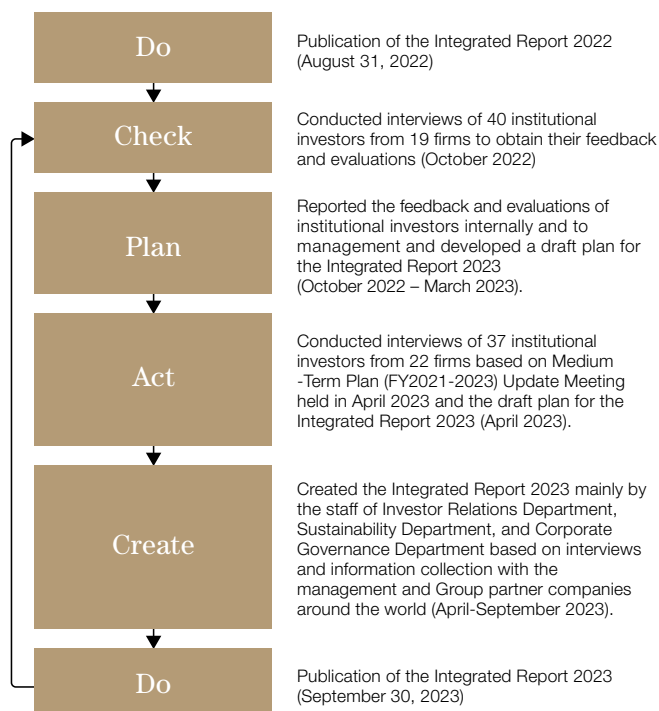 Do
Publication of the Integrated Report 2022
(August 31, 2022)
Check
Conducted interviews of 40 institutional
investors from 19 firms to obtain their feedback
and evaluations (October 2022)
Plan
Reported the feedback and evaluations of
institutional investors internally and to
management and developed a draft plan for
the Integrated Report 2023
(October 2022 – March 2023).
Act
Conducted interviews of 37 institutional
investors from 22 firms based on Medium
-Term Plan (FY2021-2023) Update Meeting
held in April 2023 and the draft plan for the
Integrated Report 2023 (April 2023).
Create
Created the Integrated Report 2023 mainly by
the staff of Investor Relations Department,
Sustainability Department, and Corporate
Governance Department based on interviews
and information collection with the
management and Group partner companies
around the world (April-September 2023).
Do
Publication of the Integrated Report 2023
(September 30, 2023)